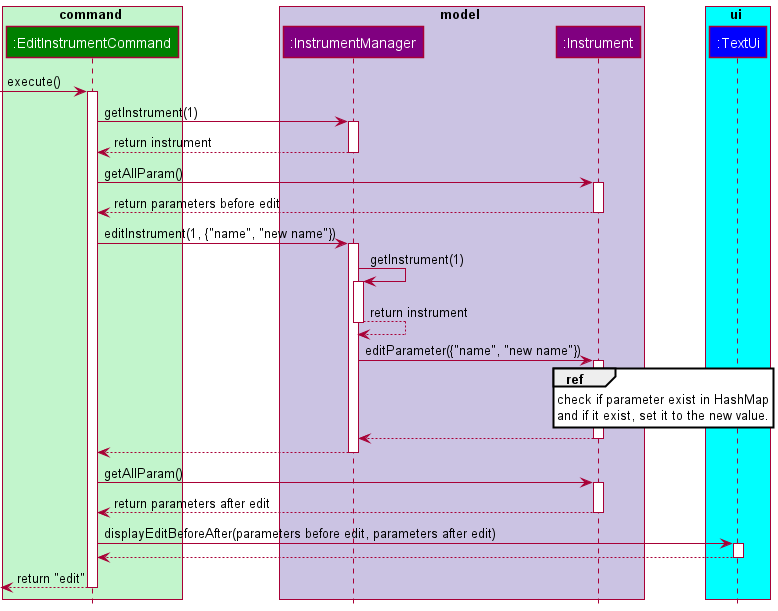 command
model
ui
:EditInstrumentCommand
:InstrumentManager
:Instrument
:TextUi
execute()
getInstrument(1)
return instrument
getAllParam()
return parameters before edit
editInstrument(1, {"name", "new name"})
getInstrument(1)
return instrument
editParameter({"name", "new name"})
ref
check if parameter exist in HashMap
and if it exist, set it to the new value.
getAllParam()
return parameters after edit
displayEditBeforeAfter(parameters before edit, parameters after edit)
return "edit"